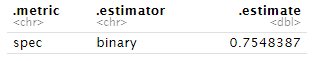 .metric .estimator .estimate
<chr> <chr> <dbl>
spec binary 0.7548387